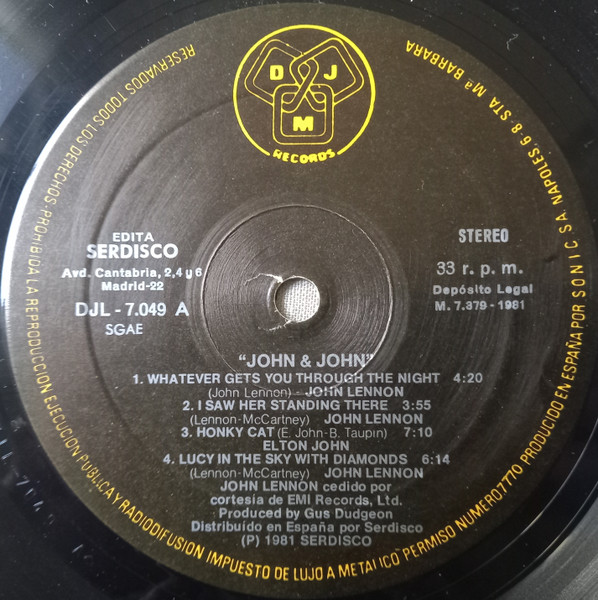 D J
M
RECORDS
RESERVADOS TODOS LOS DERECHOS · PROHIBIDA LA REPRODUCCION EJECUCION PUBLICA Y RADIODIFUSION IMPUESTO DE LUJO A METALICO PERMISO NUMERO 7770 PRODUCIDO EN ESPAÑA POR SONIC S.A. NAPOLES, 6-8 STA Mª BARBARA
EDITA
SERDISCO
Avd. Cantabria, 2,4 y 6
Madrid-22
DJL - 7.049 A
SGAE
STEREO
33 r. p. m.
Depósito Legal
M. 7.379 - 1981
"JOHN & JOHN"
1. WHATEVER GETS YOU THROUGH THE NIGHT 4:20
(John Lennon) - JOHN LENNON
2. I SAW HER STANDING THERE 3:55
(Lennon-McCartney) JOHN LENNON
3. HONKY CAT (E. John-B. Taupin) 7:10
ELTON JOHN
4. LUCY IN THE SKY WITH DIAMONDS 6:14
(Lennon-McCartney) JOHN LENNON
JOHN LENNON cedido por
cortesía de EMI Records, Ltd.
Produced by Gus Dudgeon
Distribuído en España por Serdisco
(P) 1981 SERDISCO